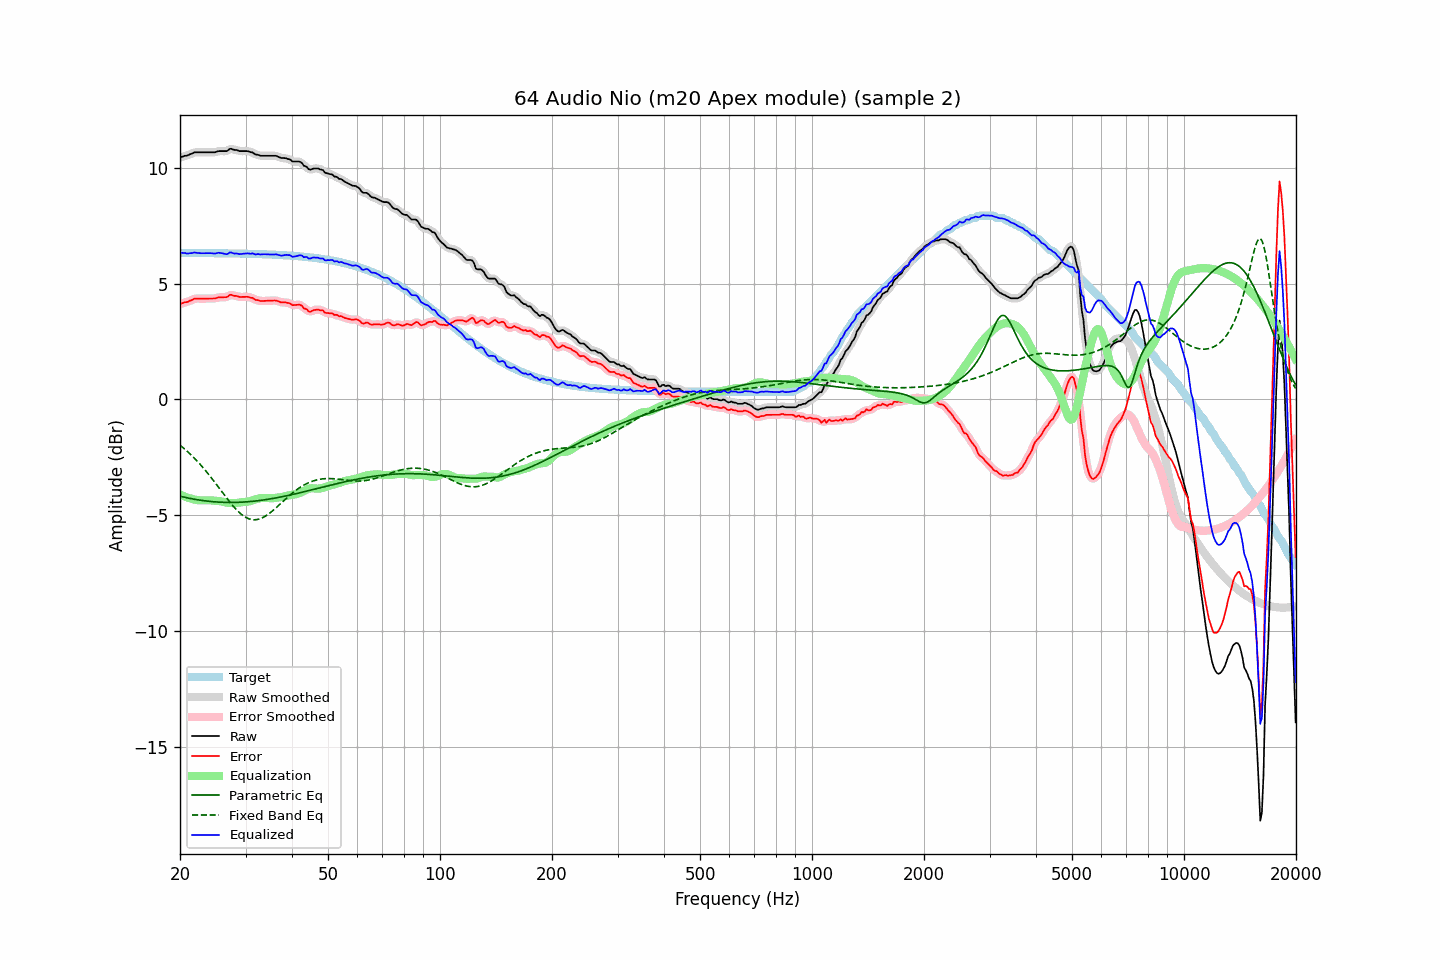 64 Audio Nio (m20 Apex module) (sample 2)
Amplitude (dBr)
10
5
0
−5
−10
−15
Target
Raw Smoothed
Error Smoothed
Raw
Error
Equalization
Parametric Eq
Fixed Band Eq
Equalized
20 50 100 200 500 1000 2000 5000 10000 20000
Frequency (Hz)